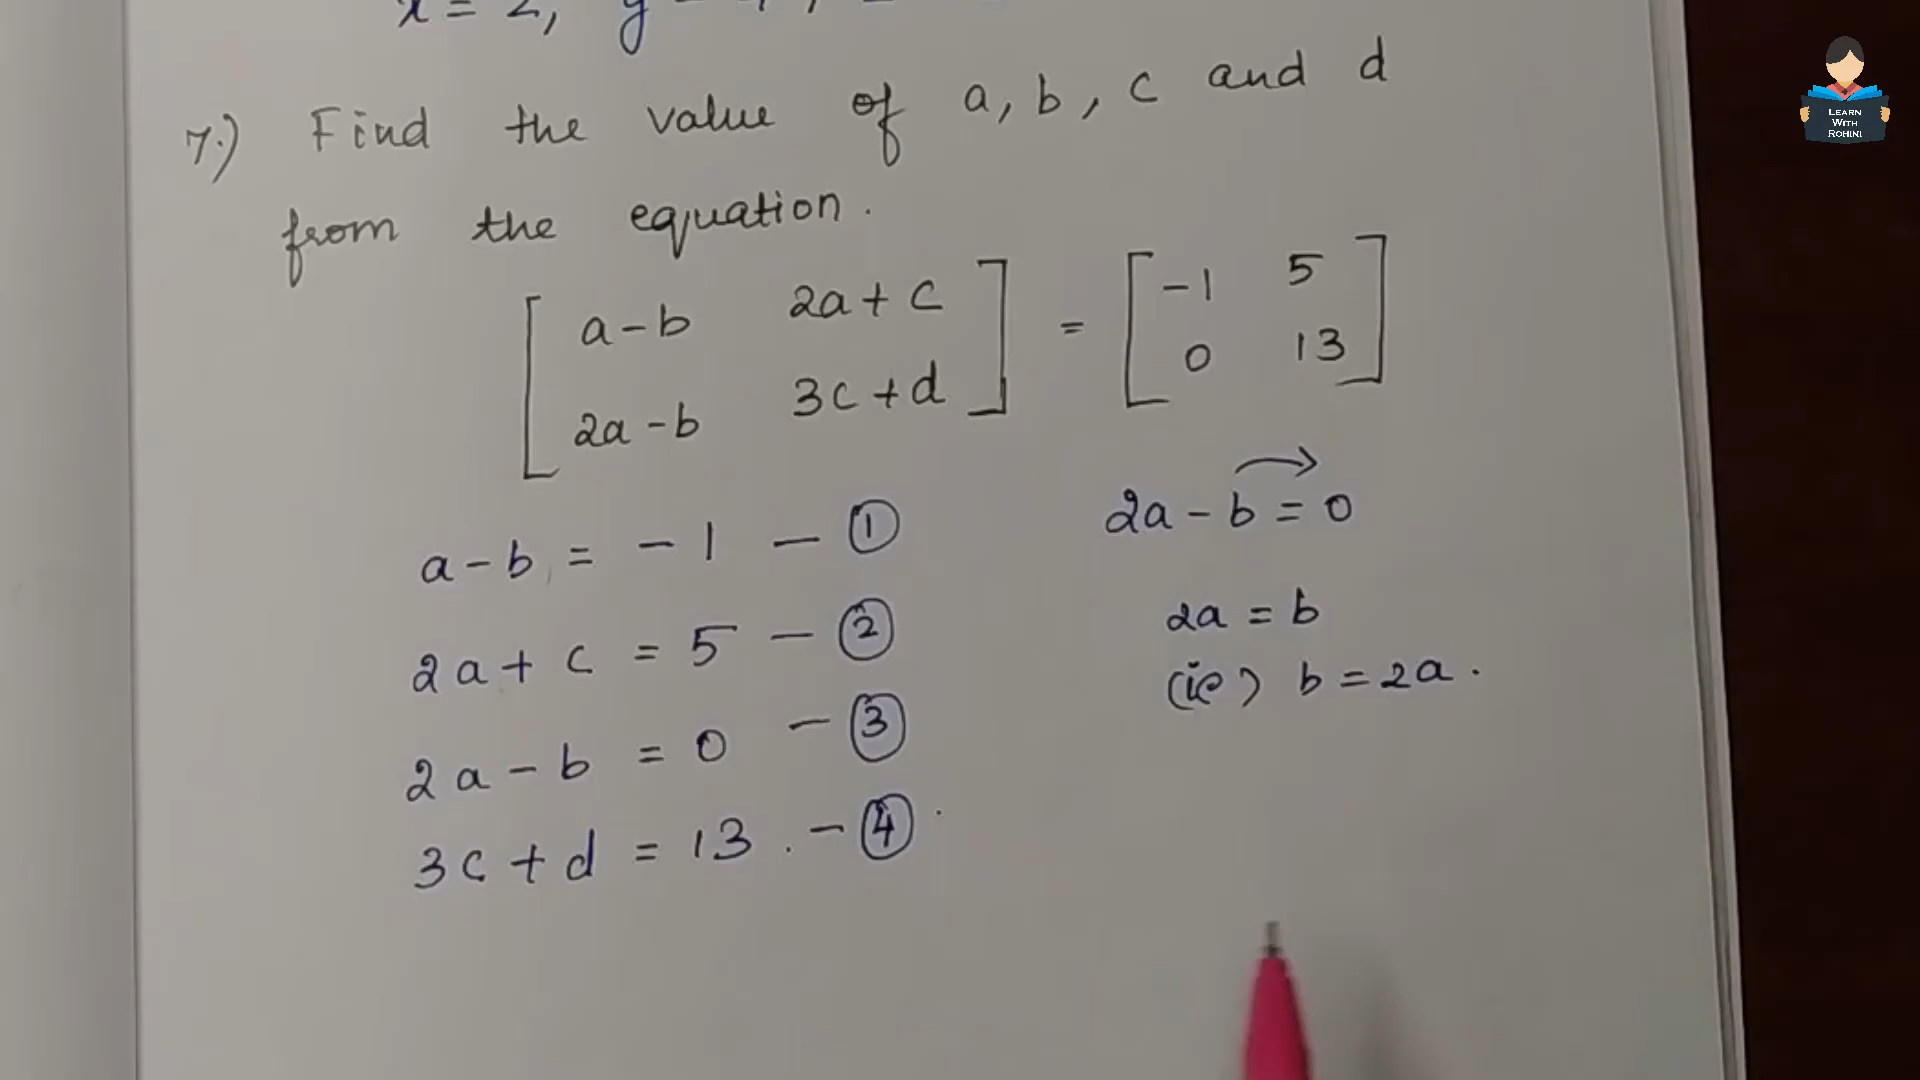 x = 2, y
7.) Find the value of a, b, c and d
from the equation.
[ a-b 2a+c ] = [ -1 5 ]
[ 2a-b 3c+d ] [ 0 13 ]
a-b = -1 — ①
2a+c = 5 — ②
2a-b = 0 — ③
3c+d = 13. — ④.
2a-b = 0
2a = b
(ie) b = 2a.
LEARN
WITH
ROHINI